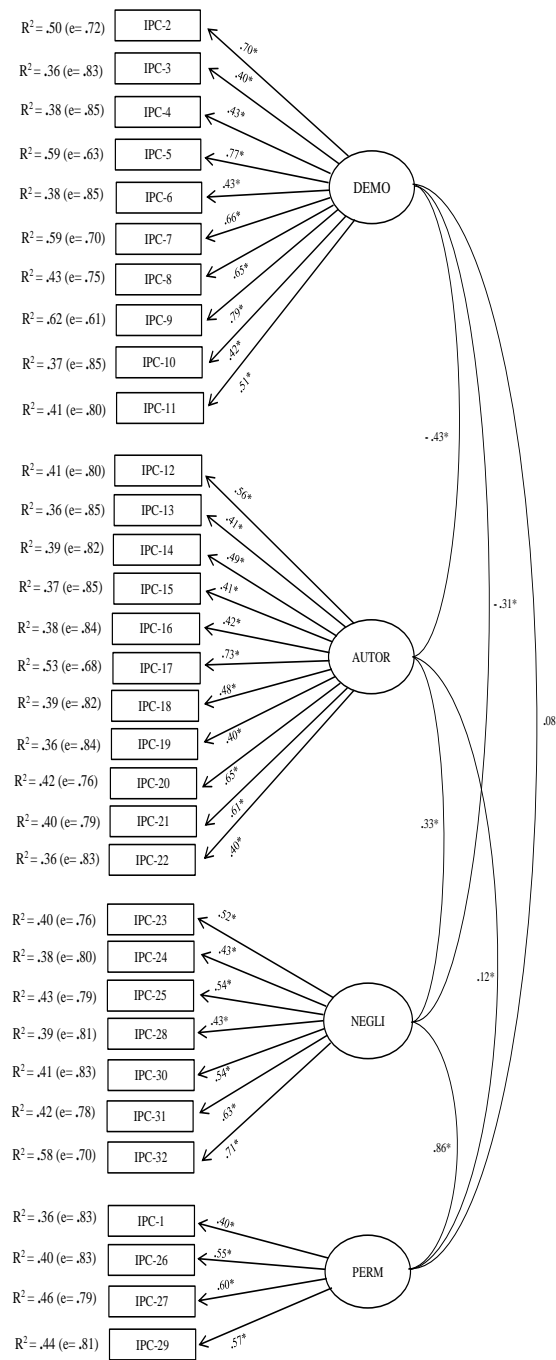 R² = .50 (e= .72) IPC-2 .70*
R² = .36 (e= .83) IPC-3 .40*
R² = .38 (e= .85) IPC-4 .43*
R² = .59 (e= .63) IPC-5 .77*
DEMO
R² = .38 (e= .85) IPC-6 .43*
R² = .59 (e= .70) IPC-7 .66*
R² = .43 (e= .75) IPC-8 .65*
R² = .62 (e= .61) IPC-9 .79*
R² = .37 (e= .85) IPC-10 .42*
R² = .41 (e= .80) IPC-11 .51*
- .43*
R² = .41 (e= .80) IPC-12 .56*
R² = .36 (e= .85) IPC-13 .41*
R² = .39 (e= .82) IPC-14 .49*
R² = .37 (e= .85) IPC-15 .41*
- .31*
R² = .38 (e= .84) IPC-16 .42*
AUTOR
R² = .53 (e= .68) IPC-17 .73*
R² = .39 (e= .82) IPC-18 .48*
.08
R² = .36 (e= .84) IPC-19 .40*
R² = .42 (e= .76) IPC-20 .65*
R² = .40 (e= .79) IPC-21 .61*
.33*
R² = .36 (e= .83) IPC-22 .40*
R² = .40 (e= .76) IPC-23 .52*
R² = .38 (e= .80) IPC-24 .43*
.12*
R² = .43 (e= .79) IPC-25 .54*
NEGLI
R² = .39 (e= .81) IPC-28 .43*
R² = .41 (e= .83) IPC-30 .54*
R² = .42 (e= .78) IPC-31 .63*
R² = .58 (e= .70) IPC-32 .71*
.86*
R² = .36 (e= .83) IPC-1 .40*
R² = .40 (e= .83) IPC-26 .55*
PERM
R² = .46 (e= .79) IPC-27 .60*
R² = .44 (e= .81) IPC-29 .57*